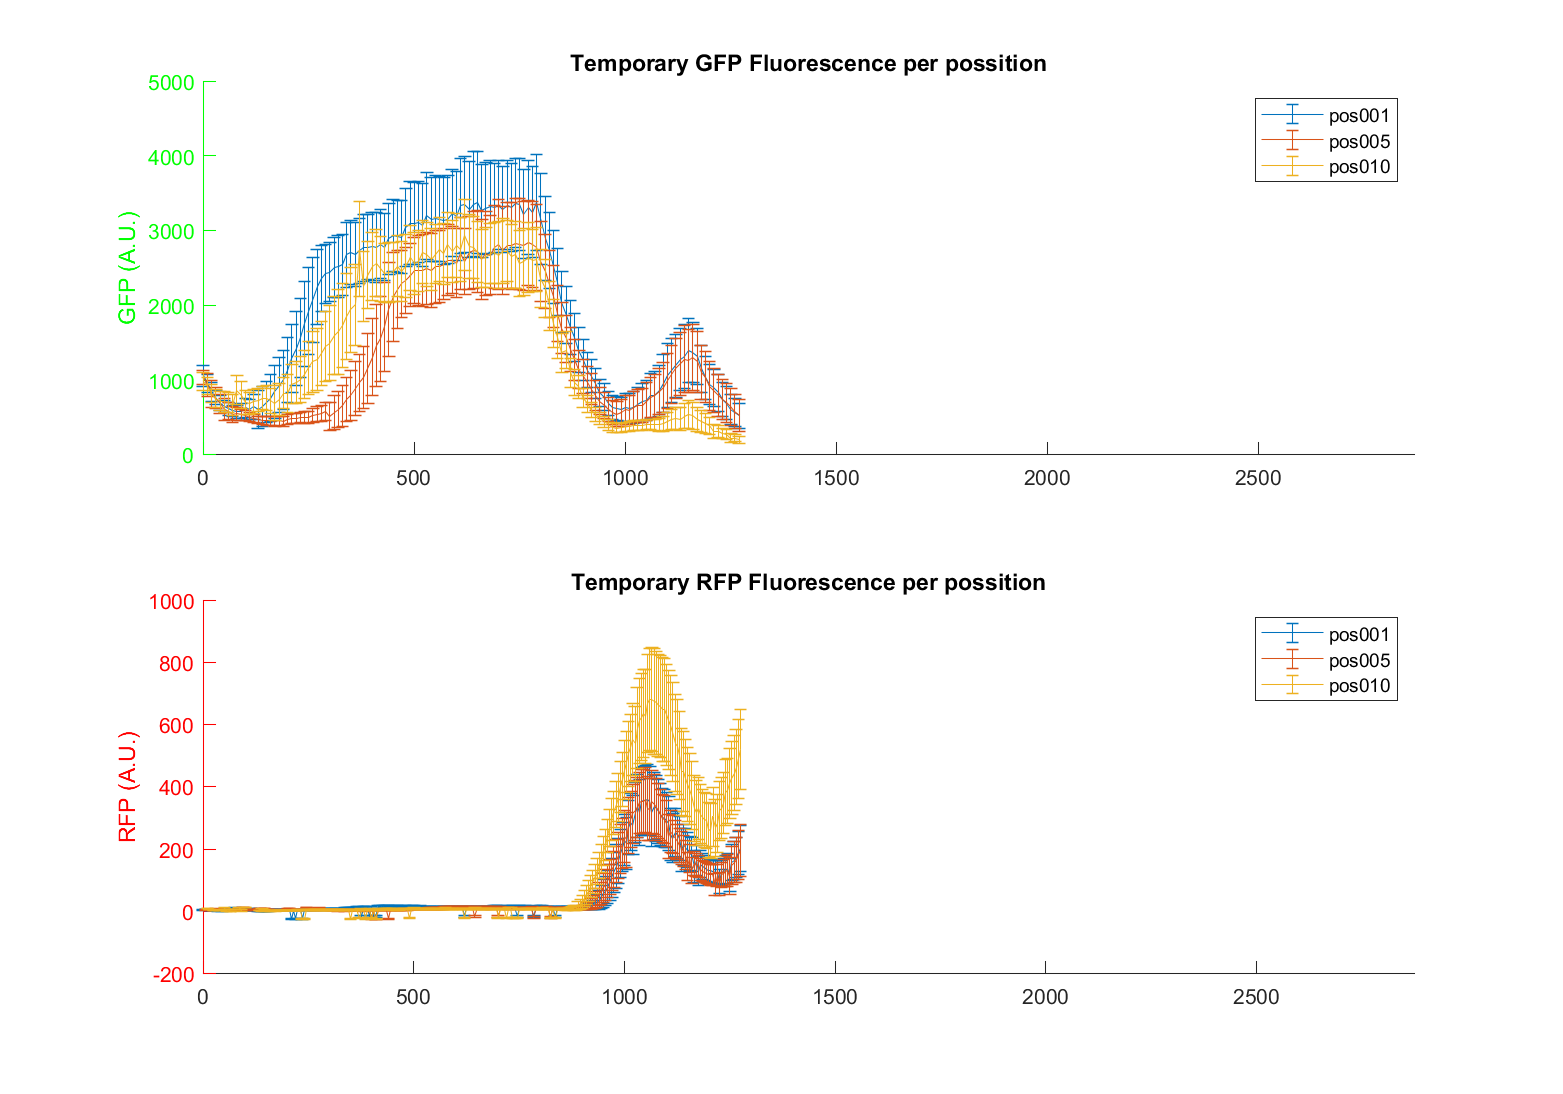 Temporary GFP Fluorescence per possition
5000
4000
3000
2000
1000
0
GFP (A.U.)
0 500 1000 1500 2000 2500
pos001
pos005
pos010
Temporary RFP Fluorescence per possition
1000
800
600
400
200
0
-200
RFP (A.U.)
0 500 1000 1500 2000 2500
pos001
pos005
pos010